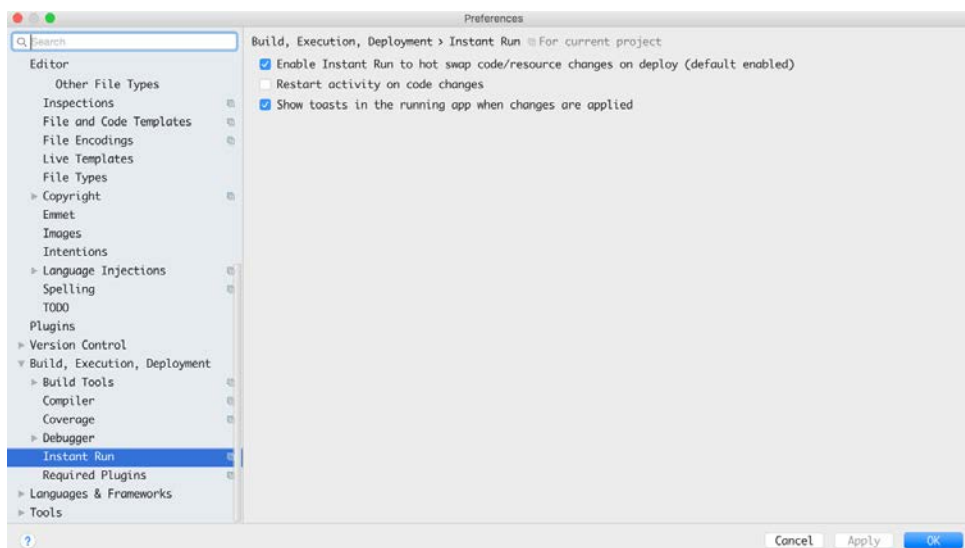 Preferences
Search
Editor
Other File Types
Inspections
File and Code Templates
File Encodings
Live Templates
File Types
Copyright
Emmet
Images
Intentions
Language Injections
Spelling
TODO
Plugins
Version Control
Build, Execution, Deployment
Build Tools
Compiler
Coverage
Debugger
Instant Run
Required Plugins
Languages & Frameworks
Tools
Build, Execution, Deployment › Instant Run For current project
Enable Instant Run to hot swap code/resource changes on deploy (default enabled)
Restart activity on code changes
Show toasts in the running app when changes are applied
?
Cancel Apply OK